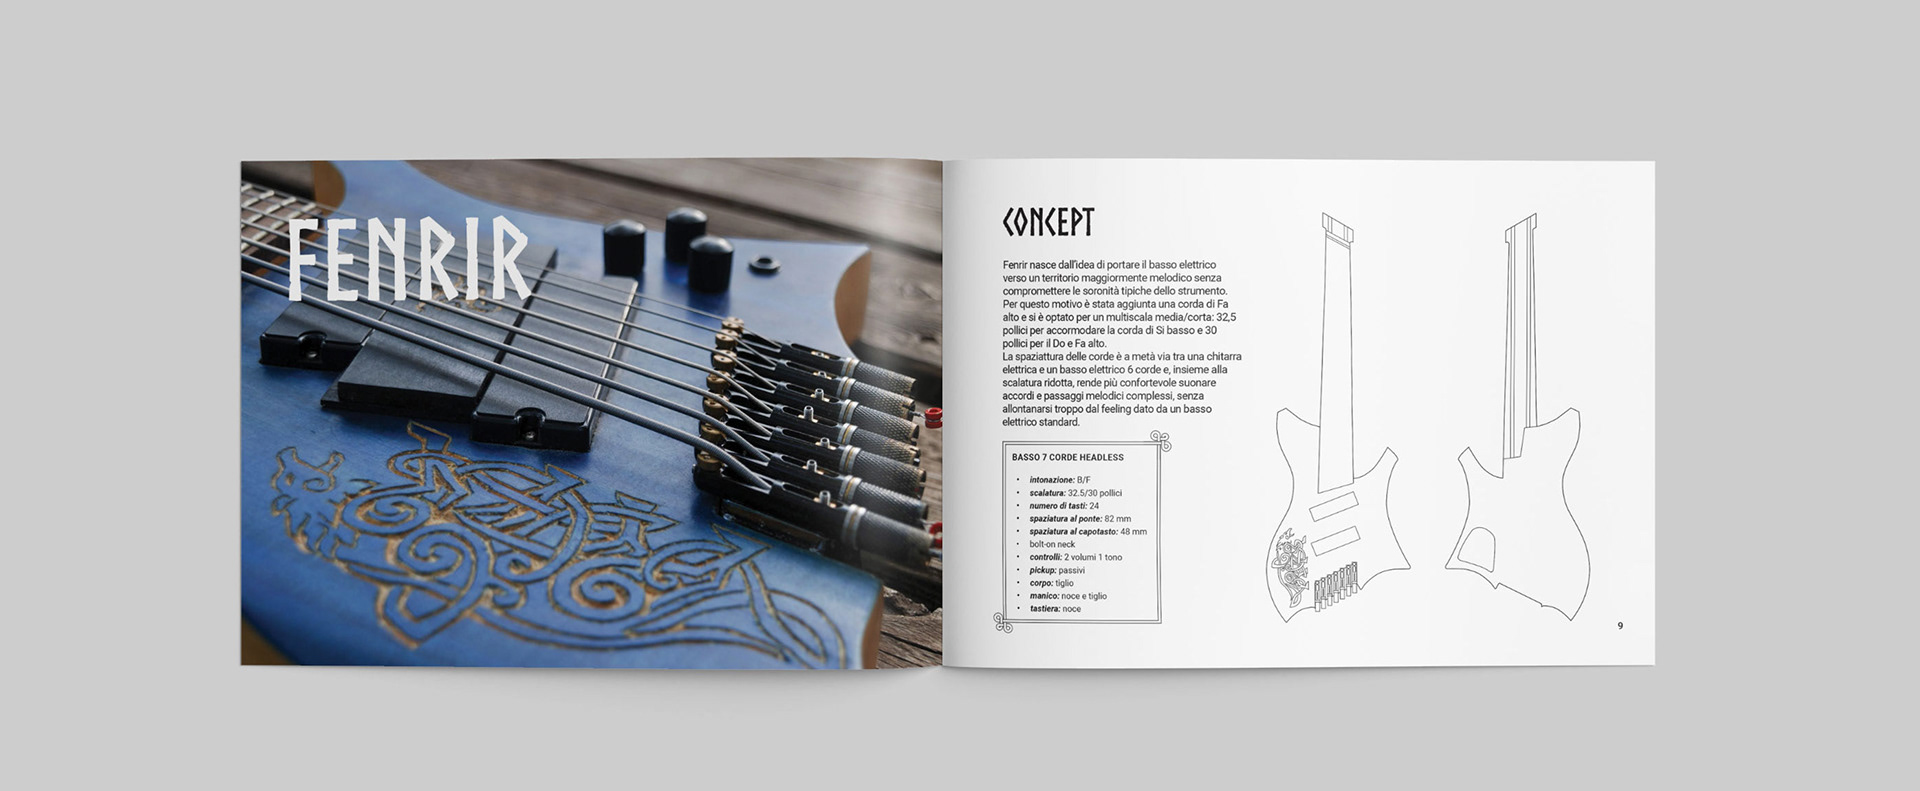 FENRIR
CONCEPT
Fenrir nasce dall'idea di portare il basso elettrico
verso un territorio maggiormente melodico senza
compromettere le soronità tipiche dello strumento.
Per questo motivo è stata aggiunta una corda di Fa
alto e si è optato per un multiscala media/corta: 32,5
pollici per accormodare la corda di Si basso e 30
pollici per il Do e Fa alto.
La spaziattura delle corde è a metà via tra una chitarra
elettrica e un basso elettrico 6 corde e, insieme alla
scalatura ridotta, rende più confortevole suonare
accordi e passaggi melodici complessi, senza
allontanarsi troppo dal feeling dato da un basso
elettrico standard.
BASSO 7 CORDE HEADLESS
• intonazione: B/F
• scalatura: 32.5/30 pollici
• numero di tasti: 24
• spaziatura al ponte: 82 mm
• spaziatura al capotasto: 48 mm
• bolt-on neck
• controlli: 2 volumi 1 tono
• pickup: passivi
• corpo: tiglio
• manico: noce e tiglio
• tastiera: noce
9